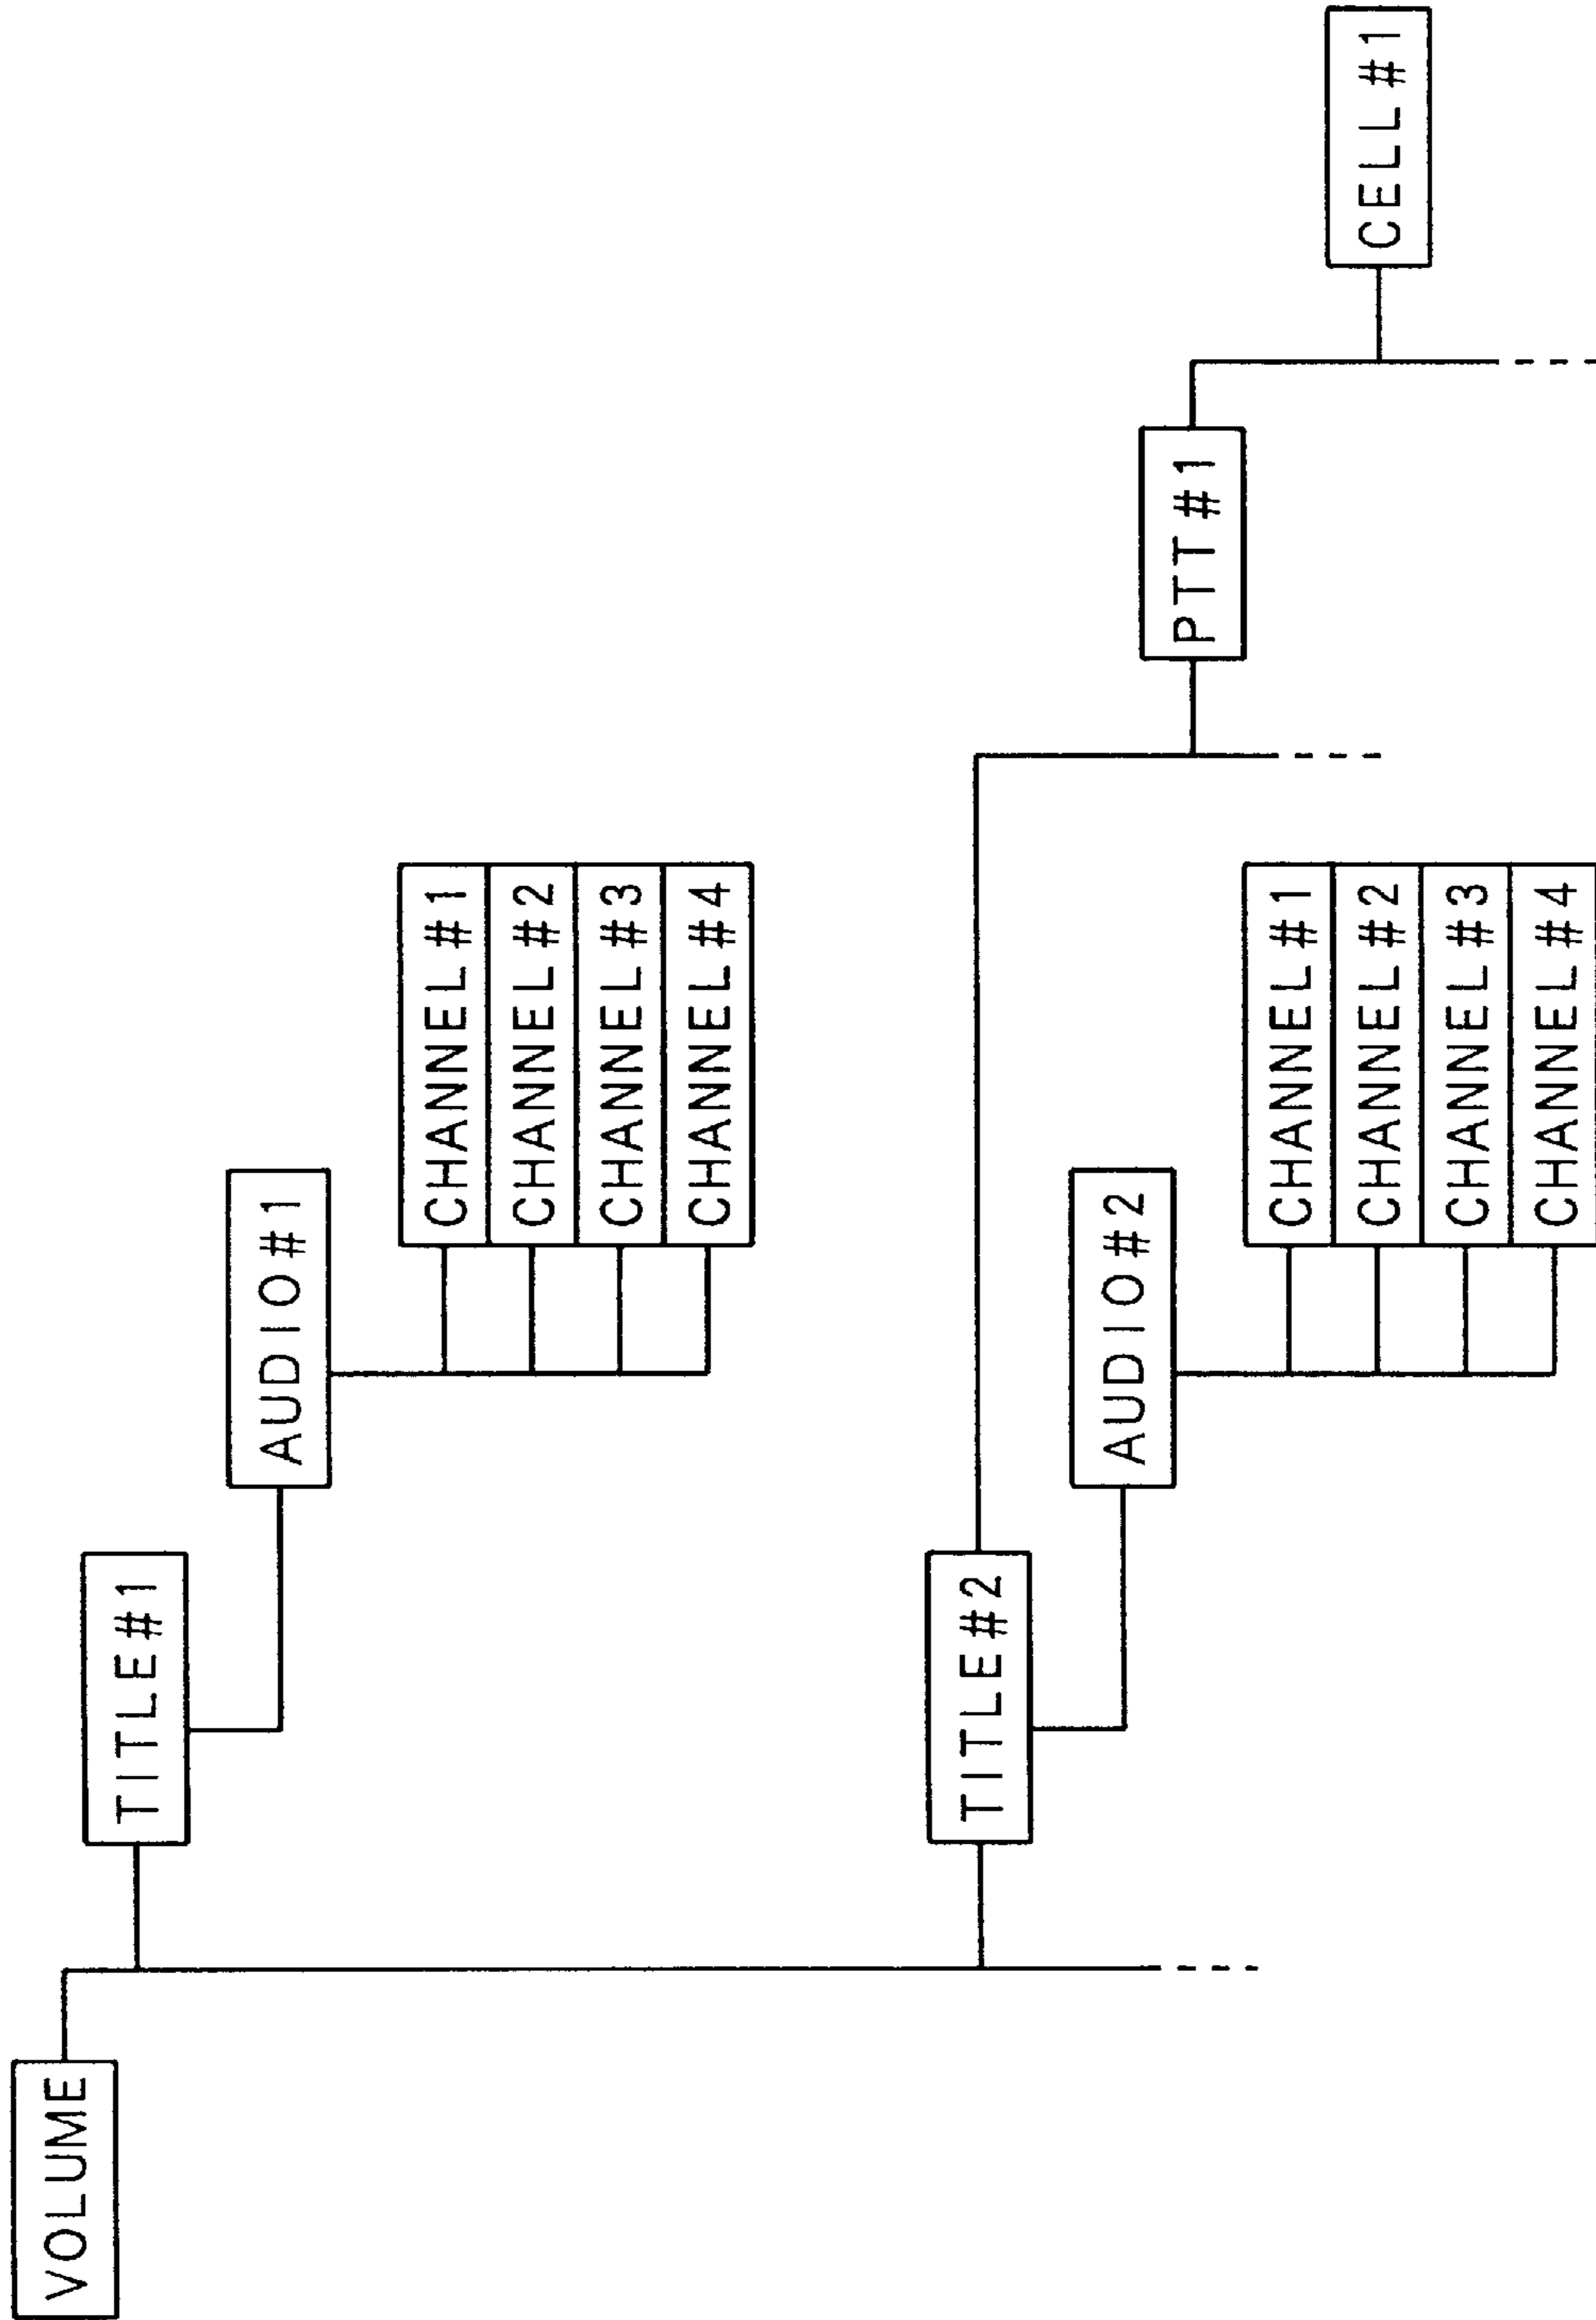 VOLUME
TITLE#1
AUDIO#1
CHANNEL#1
CHANNEL#2
CHANNEL#3
CHANNEL#4
TITLE#2
PTT#1
CELL#1
AUDIO#2
CHANNEL#1
CHANNEL#2
CHANNEL#3
CHANNEL#4